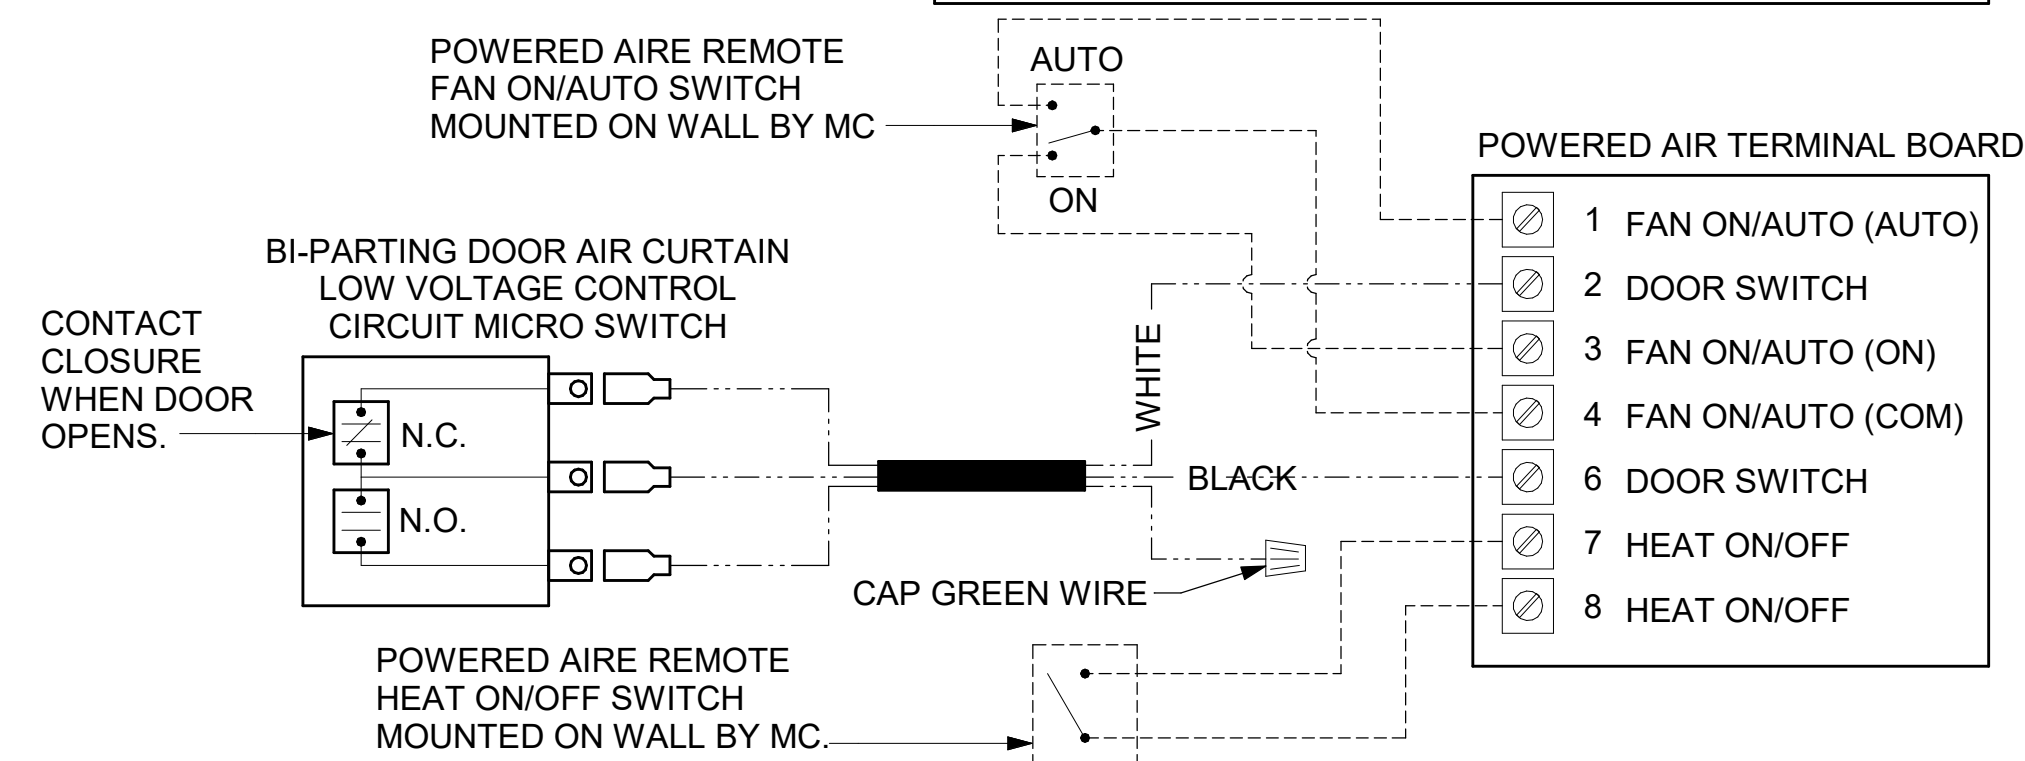 POWERED AIRE REMOTE
FAN ON/AUTO SWITCH
MOUNTED ON WALL BY MC
AUTO
ON
POWERED AIR TERMINAL BOARD
1 FAN ON/AUTO (AUTO)
2 DOOR SWITCH
3 FAN ON/AUTO (ON)
4 FAN ON/AUTO (COM)
6 DOOR SWITCH
7 HEAT ON/OFF
8 HEAT ON/OFF
BI-PARTING DOOR AIR CURTAIN
LOW VOLTAGE CONTROL
CIRCUIT MICRO SWITCH
CONTACT
CLOSURE
WHEN DOOR
OPENS.
N.C.
N.O.
WHITE
BLACK
CAP GREEN WIRE
POWERED AIRE REMOTE
HEAT ON/OFF SWITCH
MOUNTED ON WALL BY MC.